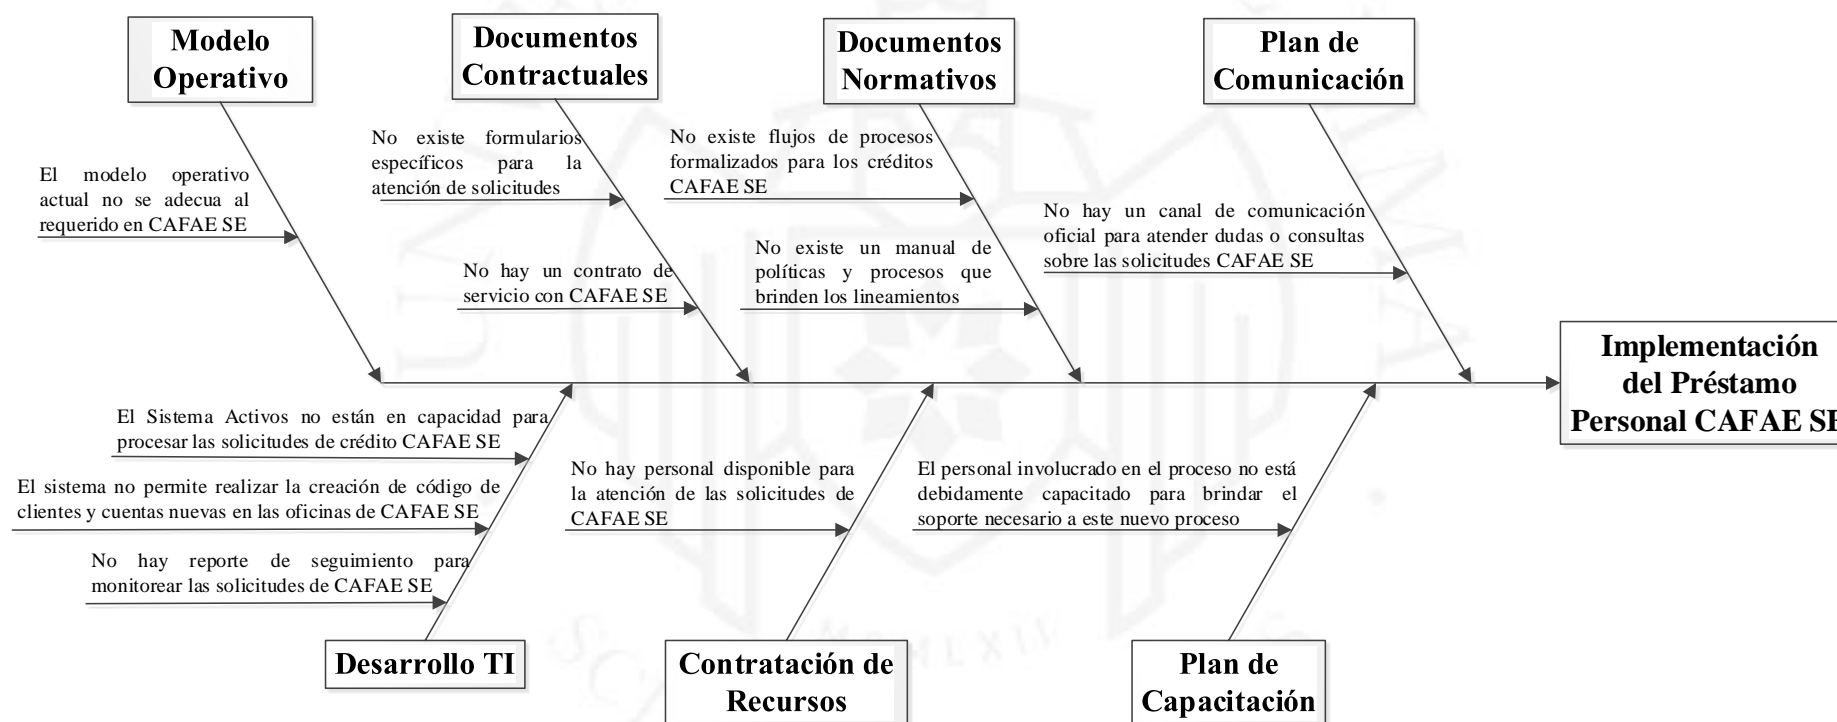 Modelo
Operativo
Documentos
Contractuales
Documentos
Normativos
Plan de
Comunicación
El modelo operativo
actual no se adecua al
requerido en CAFAE SE
No existe formularios
específicos para la
atención de solicitudes
No hay un contrato de
servicio con CAFAE SE
No existe flujos de procesos
formalizados para los créditos
CAFAE SE
No existe un manual de
políticas y procesos que
brinden los lineamientos
No hay un canal de comunicación
oficial para atender dudas o consultas
sobre las solicitudes CAFAE SE
Implementación
del Préstamo
Personal CAFAE SE
El Sistema Activos no están en capacidad para
procesar las solicitudes de crédito CAFAE SE
El sistema no permite realizar la creación de código de
clientes y cuentas nuevas en las oficinas de CAFAE SE
No hay reporte de seguimiento para
monitorear las solicitudes de CAFAE SE
No hay personal disponible para
la atención de las solicitudes de
CAFAE SE
El personal involucrado en el proceso no está
debidamente capacitado para brindar el
soporte necesario a este nuevo proceso
Desarrollo TI
Contratación de
Recursos
Plan de
Capacitación